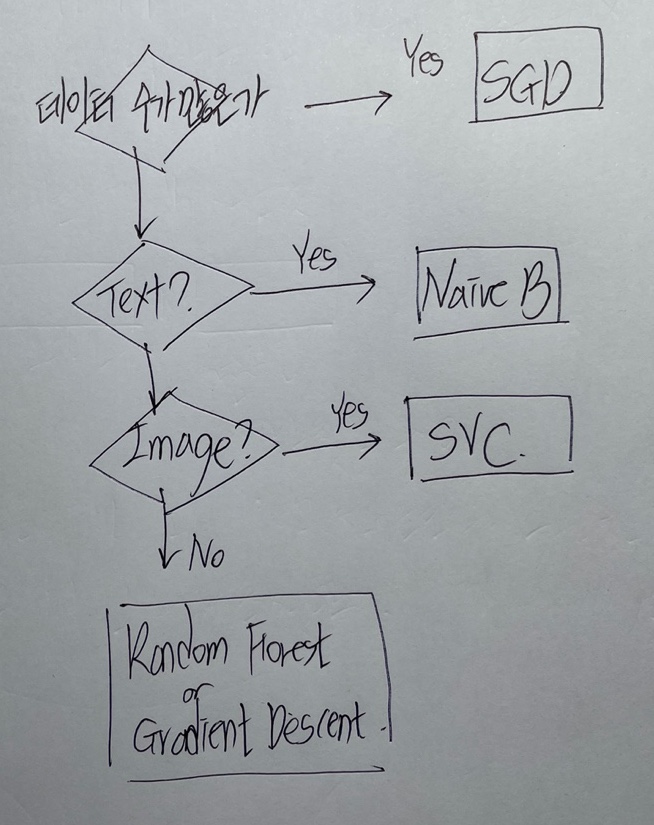 데이터 수가 많은가
Yes
SGD
Text?
Yes
Naive B
Image?
Yes
SVC.
No
Random Florest
or
Gradient Descent.